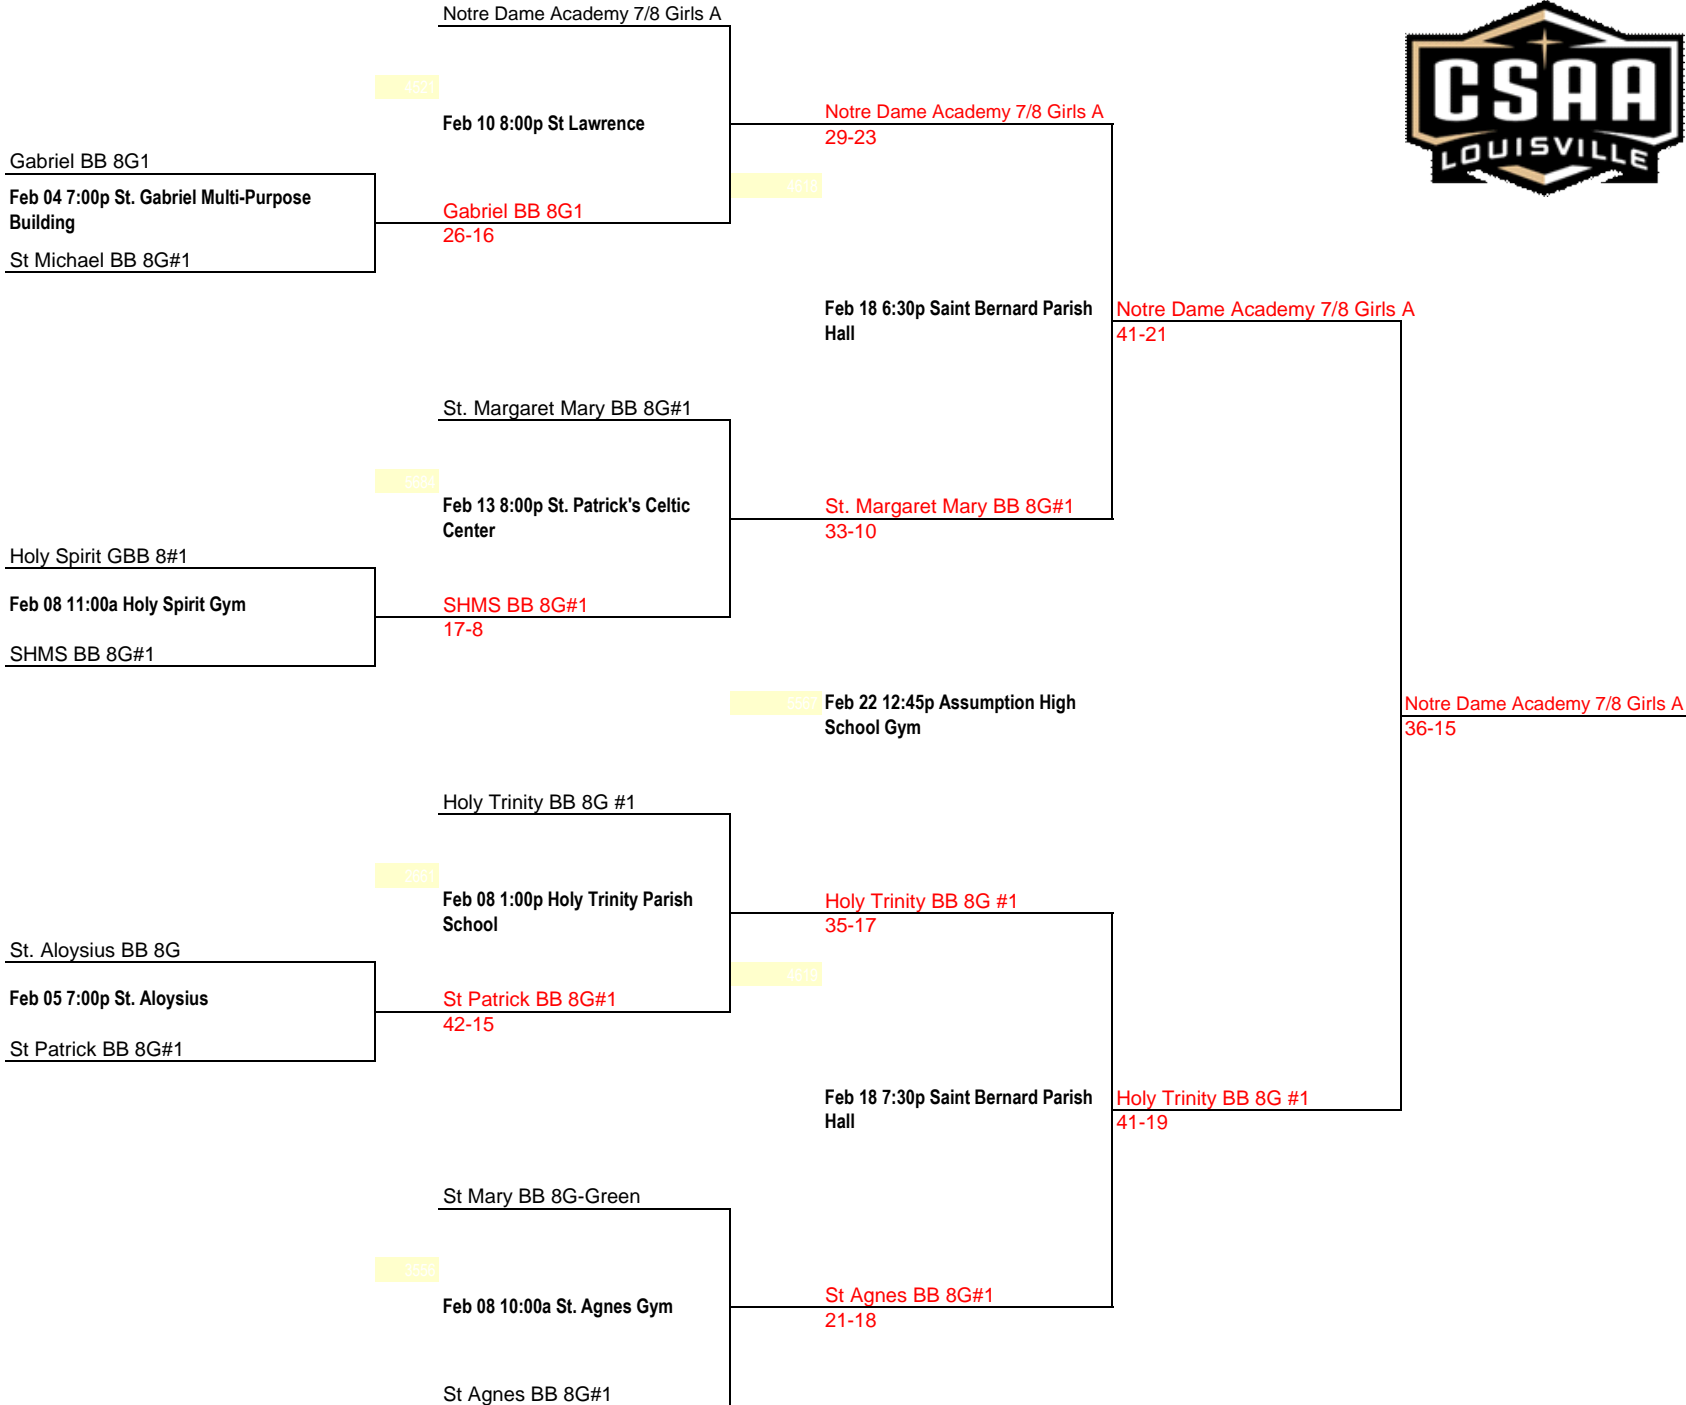 Notre Dame Academy 7/8 Girls A
CSAA
LOUISVILLE
Feb 10 8:00p St Lawrence
Notre Dame Academy 7/8 Girls A
29-23
Gabriel BB 8G1
Feb 04 7:00p St. Gabriel Multi-Purpose
Building
St Michael BB 8G#1
Gabriel BB 8G1
26-16
Feb 18 6:30p Saint Bernard Parish
Hall
Notre Dame Academy 7/8 Girls A
41-21
St. Margaret Mary BB 8G#1
Feb 13 8:00p St. Patrick's Celtic
Center
St. Margaret Mary BB 8G#1
33-10
Holy Spirit GBB 8#1
Feb 08 11:00a Holy Spirit Gym
SHMS BB 8G#1
SHMS BB 8G#1
17-8
Feb 22 12:45p Assumption High
School Gym
Notre Dame Academy 7/8 Girls A
36-15
Holy Trinity BB 8G #1
Feb 08 1:00p Holy Trinity Parish
School
Holy Trinity BB 8G #1
35-17
St. Aloysius BB 8G
Feb 05 7:00p St. Aloysius
St Patrick BB 8G#1
St Patrick BB 8G#1
42-15
Feb 18 7:30p Saint Bernard Parish
Hall
Holy Trinity BB 8G #1
41-19
St Mary BB 8G-Green
Feb 08 10:00a St. Agnes Gym
St Agnes BB 8G#1
21-18
St Agnes BB 8G#1